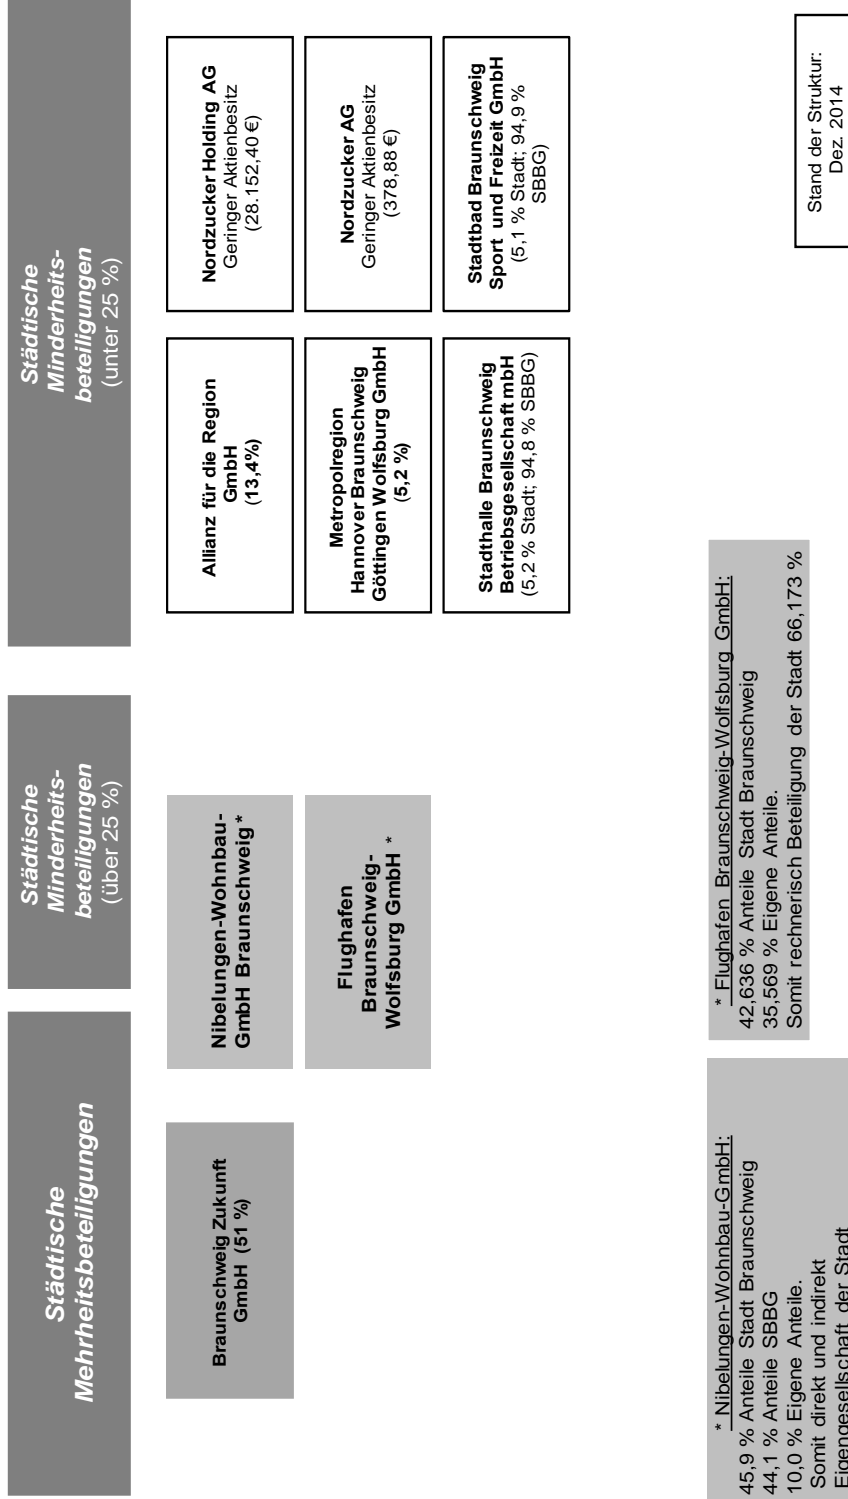 Städtische
Mehrheitsbeteiligungen
Städtische
Minderheits-
beteiligungen
(über 25 %)
Städtische
Minderheits-
beteiligungen
(unter 25 %)
Braunschweig Zukunft
GmbH (51 %)
Nibelungen-Wohnbau-
GmbH Braunschweig*
Flughafen
Braunschweig-
Wolfsburg GmbH *
Allianz für die Region
GmbH
(13,4%)
Nordzucker Holding AG
Geringer Aktienbesitz
(28.152,40 €)
Metropolregion
Hannover Braunschweig
Göttingen Wolfsburg GmbH
(5,2 %)
Nordzucker AG
Geringer Aktienbesitz
(378,88 €)
Stadthalle Braunschweig
Betriebsgesellschaft mbH
(5,2 % Stadt; 94,8 % SBBG)
Stadtbad Braunschweig
Sport und Freizeit GmbH
(5,1 % Stadt; 94,9 %
SBBG)
* Nibelungen-Wohnbau-GmbH:
45,9 % Anteile Stadt Braunschweig
44,1 % Anteile SBBG
10,0 % Eigene Anteile.
Somit direkt und indirekt
Eigengesellschaft der Stadt
* Flughafen Braunschweig-Wolfsburg GmbH:
42,636 % Anteile Stadt Braunschweig
35,569 % Eigene Anteile.
Somit rechnerisch Beteiligung der Stadt 66,173 %
Stand der Struktur:
Dez. 2014